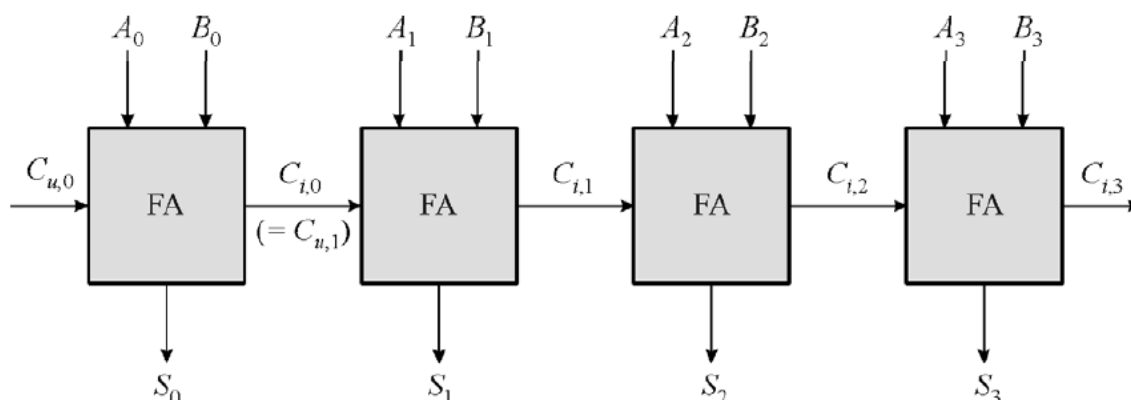 A0 B0 A1 B1 A2 B2 A3 B3
Cu,0 FA Ci,0 FA Ci,1 FA Ci,2 FA Ci,3
(= Cu,1)
S0 S1 S2 S3